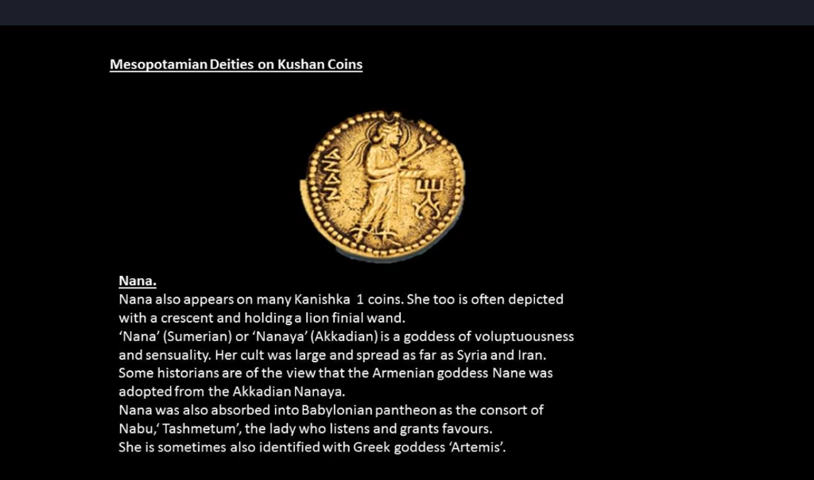 Mesopotamian Deities on Kushan Coins
Nana.
Nana also appears on many Kanishka 1 coins. She too is often depicted
with a crescent and holding a lion finial wand.
‘Nana’ (Sumerian) or ‘Nanaya’ (Akkadian) is a goddess of voluptuousness
and sensuality. Her cult was large and spread as far as Syria and Iran.
Some historians are of the view that the Armenian goddess Nane was
adopted from the Akkadian Nanaya.
Nana was also absorbed into Babylonian pantheon as the consort of
Nabu,‘ Tashmetum’, the lady who listens and grants favours.
She is sometimes also identified with Greek goddess ‘Artemis’.